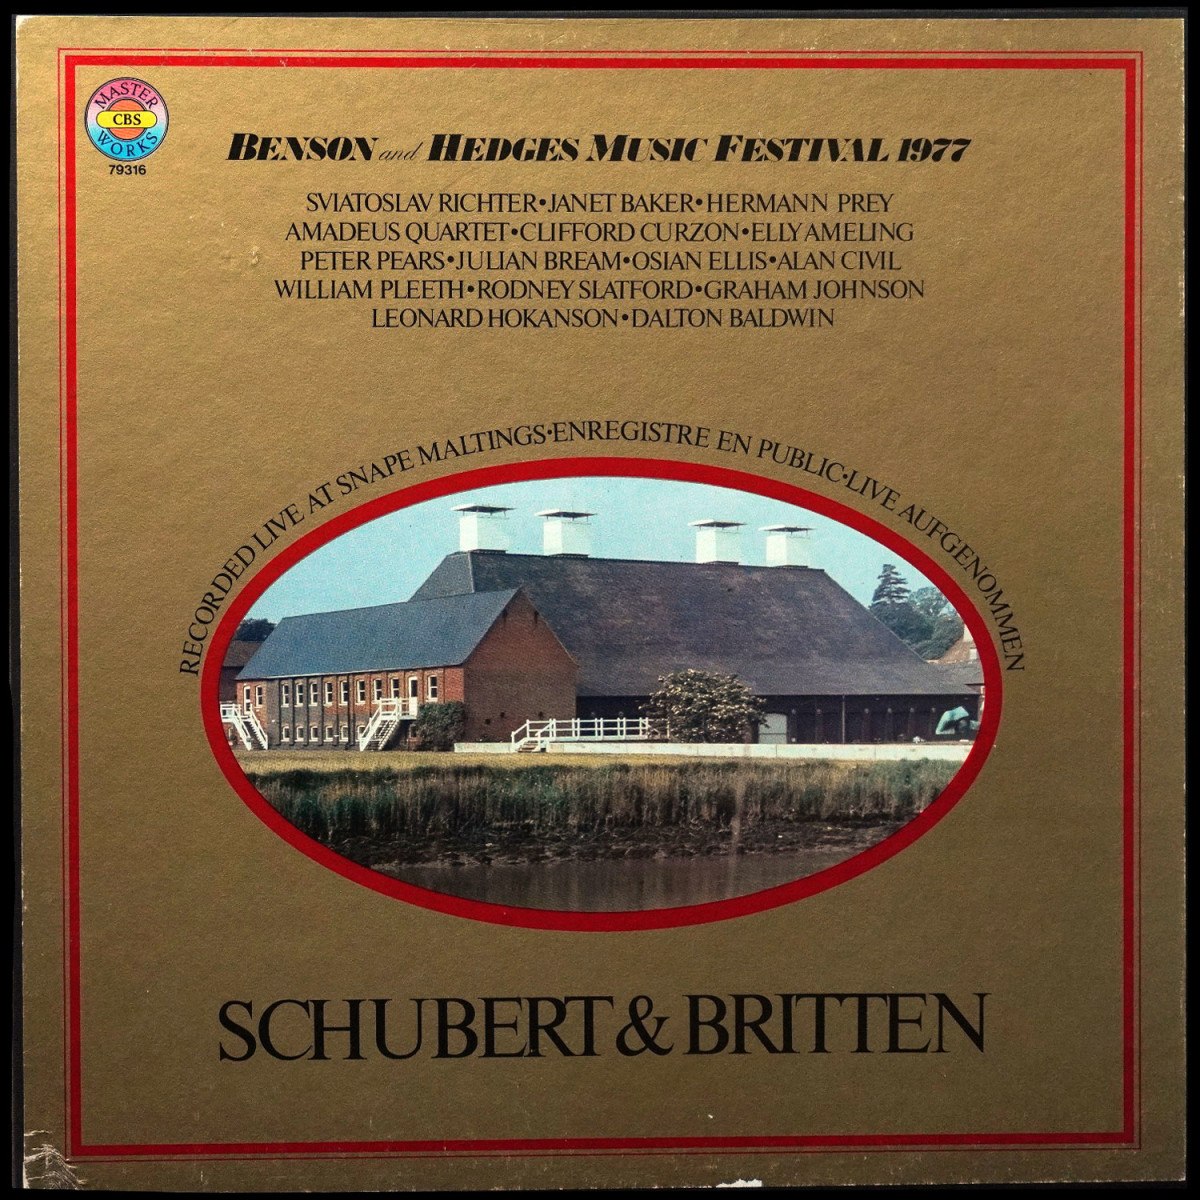 MASTER
CBS
WORKS
79316
BENSON and HEDGES MUSIC FESTIVAL 1977
SVIATOSLAV RICHTER•JANET BAKER•HERMANN PREY
AMADEUS QUARTET•CLIFFORD CURZON•ELLY AMELING
PETER PEARS•JULIAN BREAM•OSIAN ELLIS•ALAN CIVIL
WILLIAM PLEETH•RODNEY SLATFORD•GRAHAM JOHNSON
LEONARD HOKANSON•DALTON BALDWIN
RECORDED LIVE AT SNAPE MALTINGS•ENREGISTRE EN PUBLIC•LIVE AUFGENOMMEN
SCHUBERT & BRITTEN